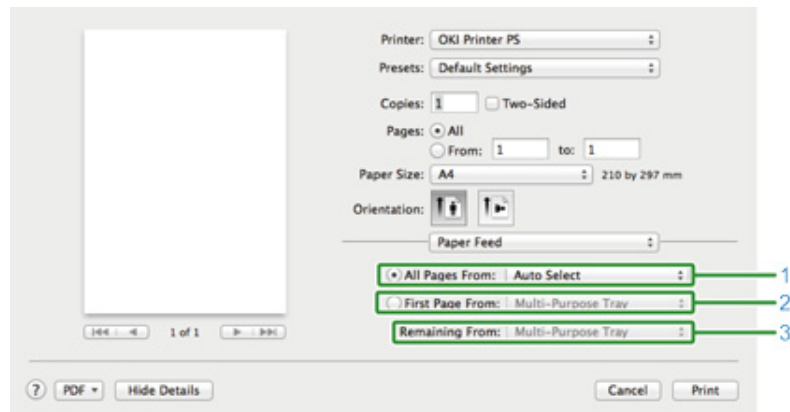 Printer: OKI Printer PS
Presets: Default Settings
Copies: 1 Two-Sided
Pages: All
From: 1 to: 1
Paper Size: A4 210 by 297 mm
Orientation:
Paper Feed
All Pages From: Auto Select 1
First Page From: Multi-Purpose Tray 2
Remaining From: Multi-Purpose Tray 3
1 of 1
? PDF Hide Details Cancel Print